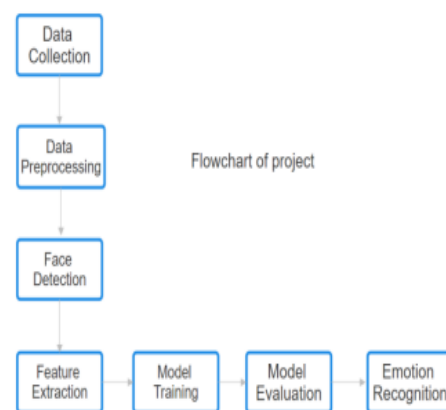 Data
Collection
Data
Preprocessing
Flowchart of project
Face
Detection
Feature
Extraction
Model
Training
Model
Evaluation
Emotion
Recognition